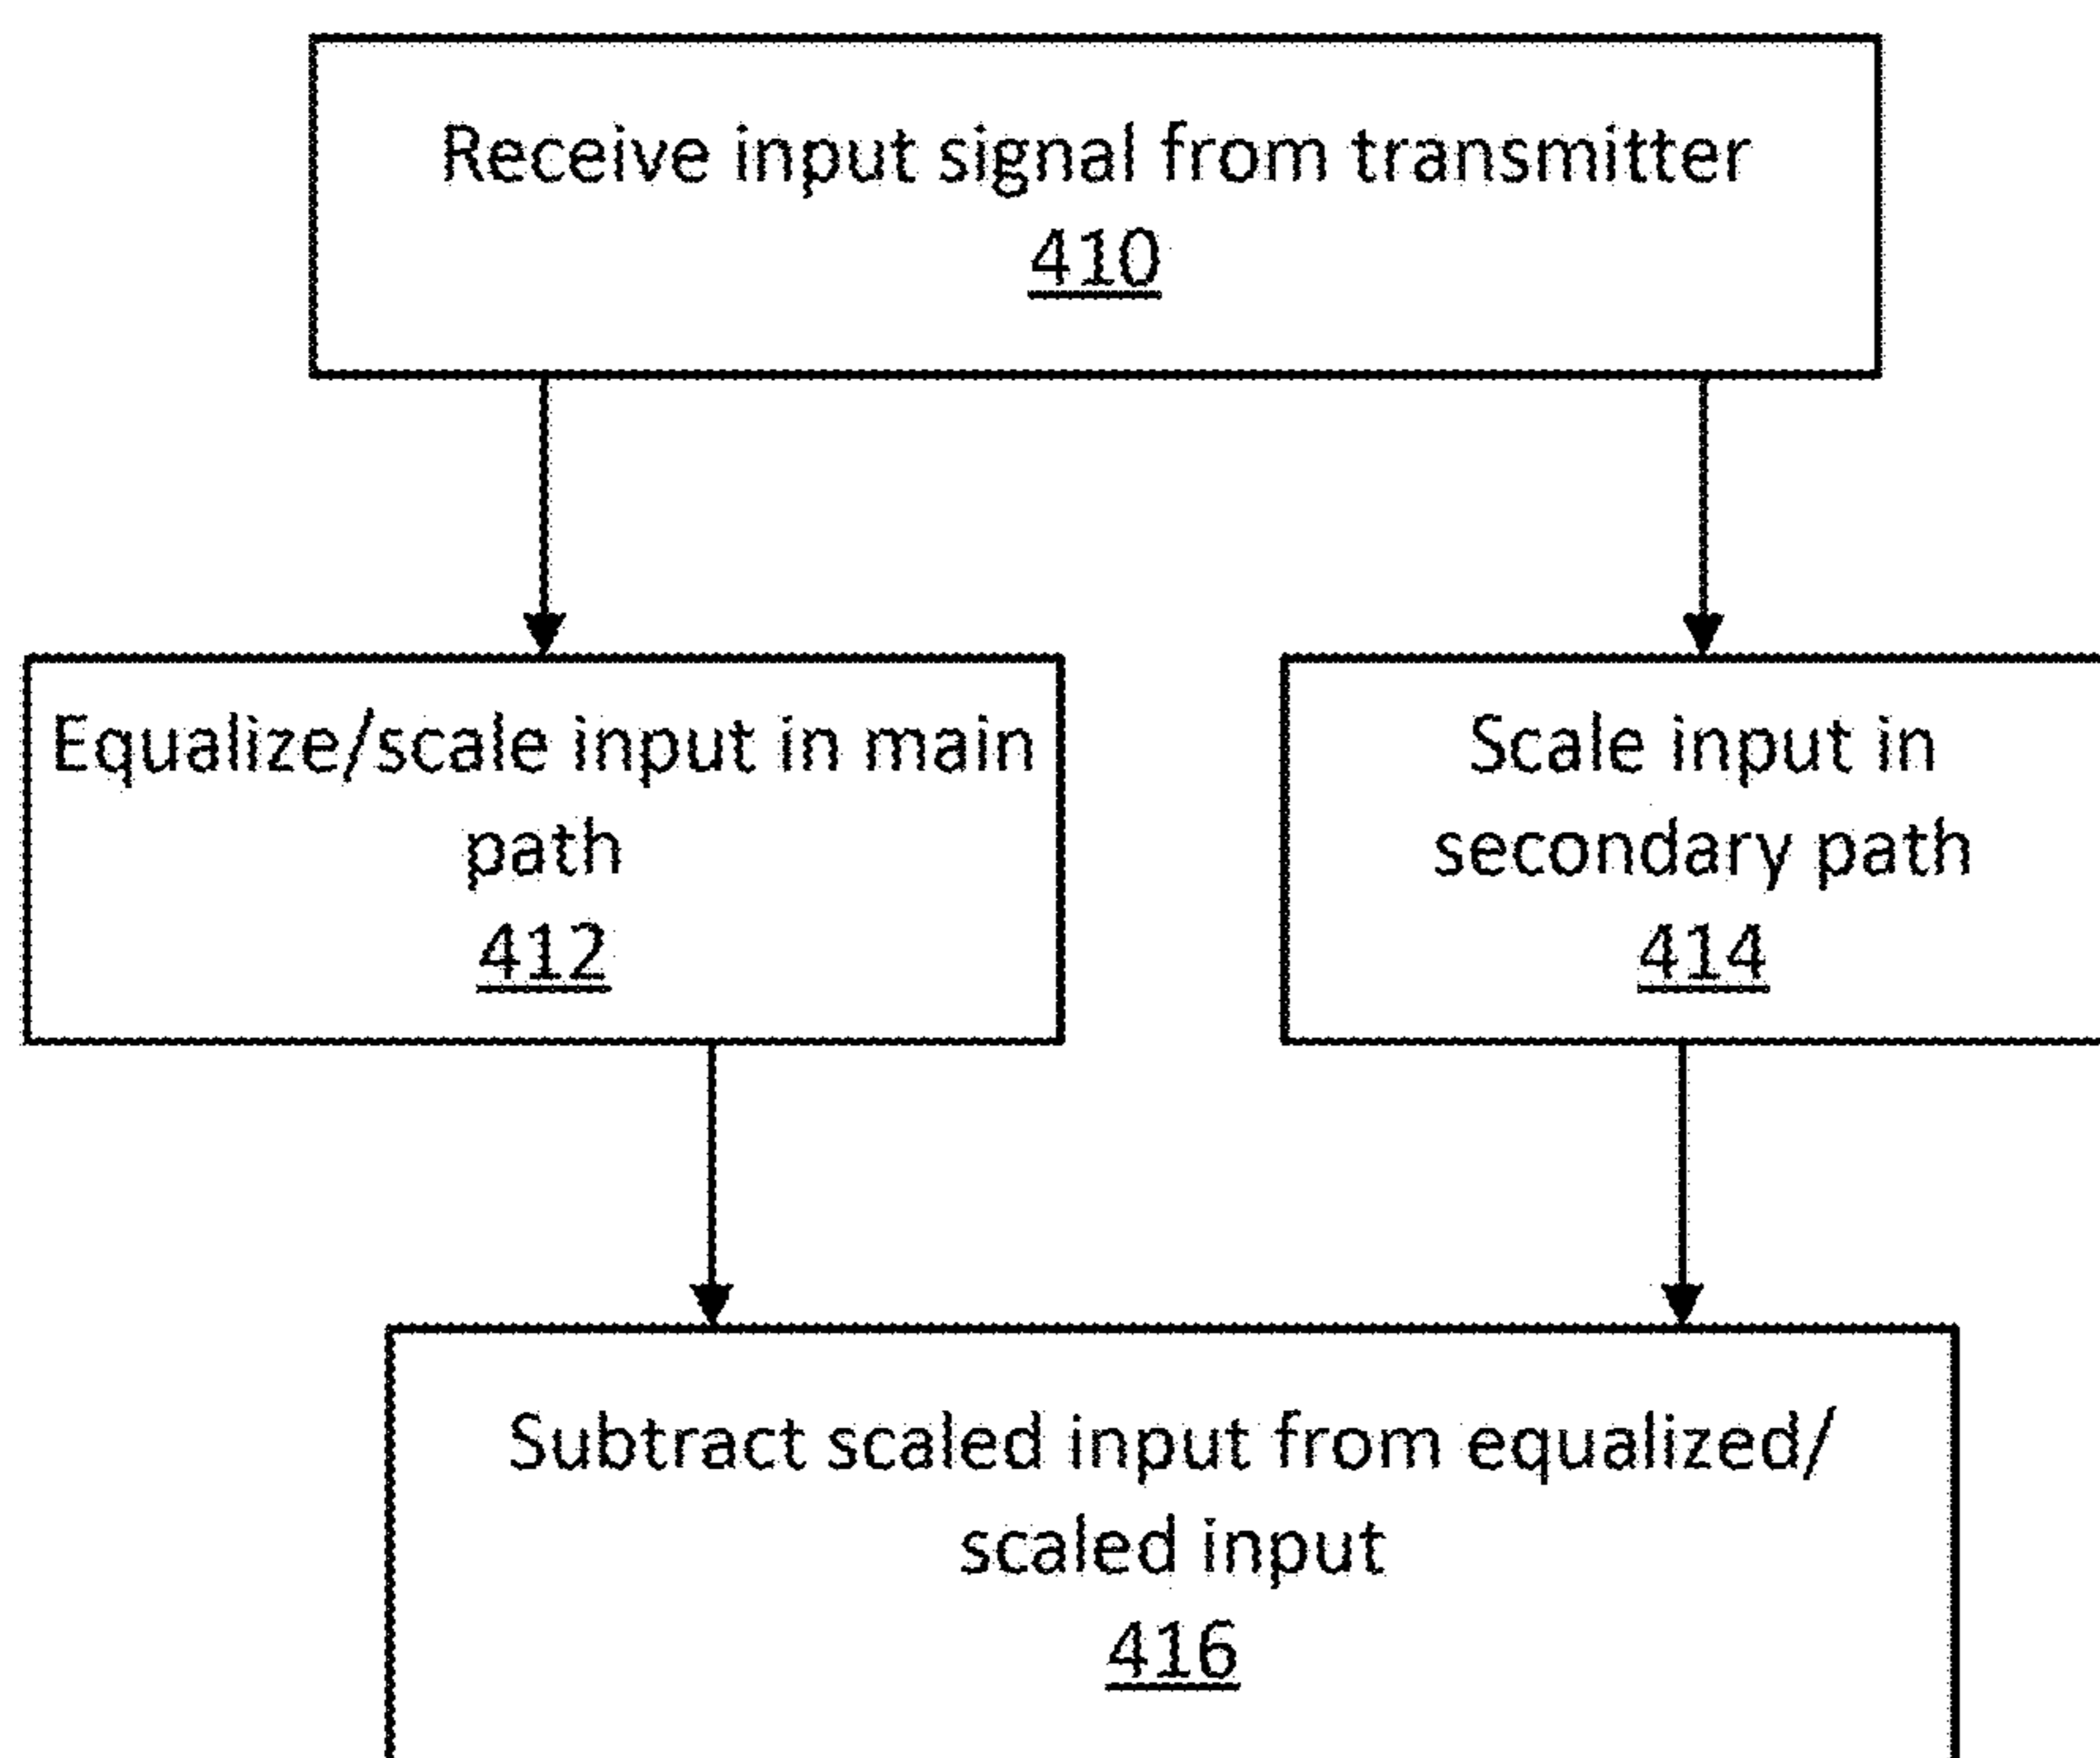 Receive input signal from transmitter
410
Equalize/scale input in main
path
412
Scale input in
secondary path
414
Subtract scaled input from equalized/
scaled input
416